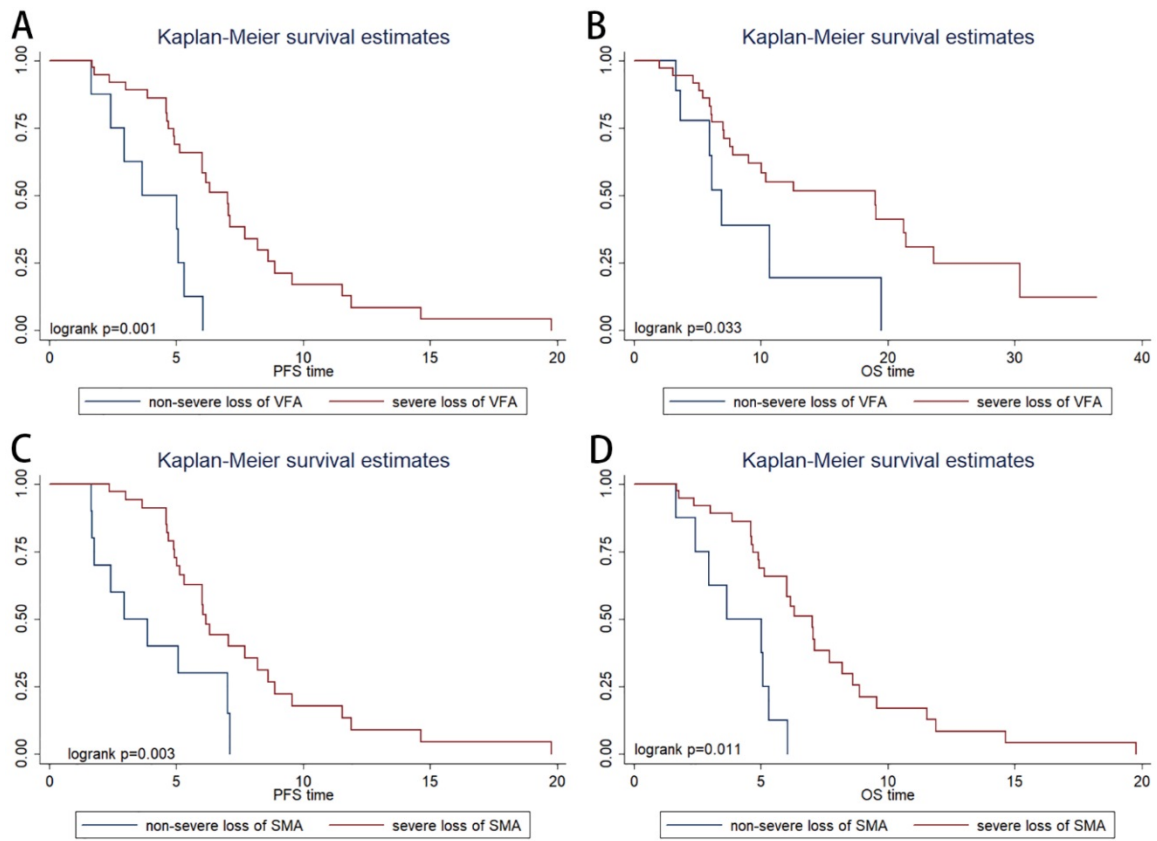 A
Kaplan-Meier survival estimates
1.00
0.75
0.50
0.25
0.00
logrank p=0.001
0 5 10 15 20
PFS time
non-severe loss of VFA severe loss of VFA
B
Kaplan-Meier survival estimates
1.00
0.75
0.50
0.25
0.00
logrank p=0.033
0 10 20 30 40
OS time
non-severe loss of VFA severe loss of VFA
C
Kaplan-Meier survival estimates
1.00
0.75
0.50
0.25
0.00
logrank p=0.003
0 5 10 15 20
PFS time
non-severe loss of SMA severe loss of SMA
D
Kaplan-Meier survival estimates
1.00
0.75
0.50
0.25
0.00
logrank p=0.011
0 5 10 15 20
OS time
non-severe loss of SMA severe loss of SMA